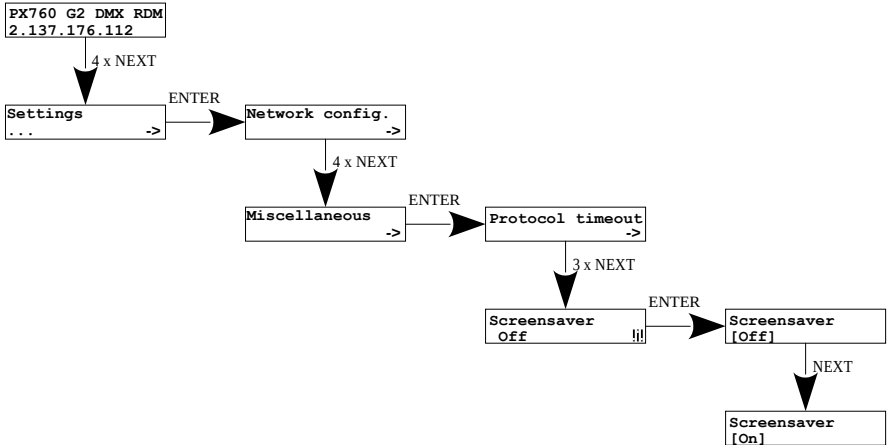 PX760 G2 DMX RDM
2.137.176.112
4 x NEXT
Settings
... ->
ENTER
Network config.
->
4 x NEXT
Miscellaneous
->
ENTER
Protocol timeout
->
3 x NEXT
Screensaver
Off !i!
ENTER
Screensaver
[Off]
NEXT
Screensaver
[On]